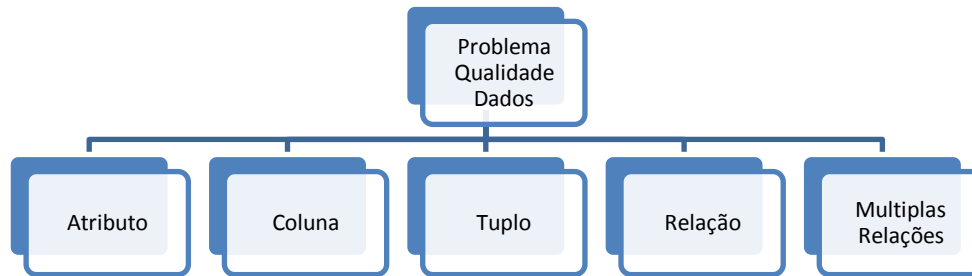 Problema
Qualidade
Dados
Atributo
Coluna
Tuplo
Relação
Multiplas
Relações